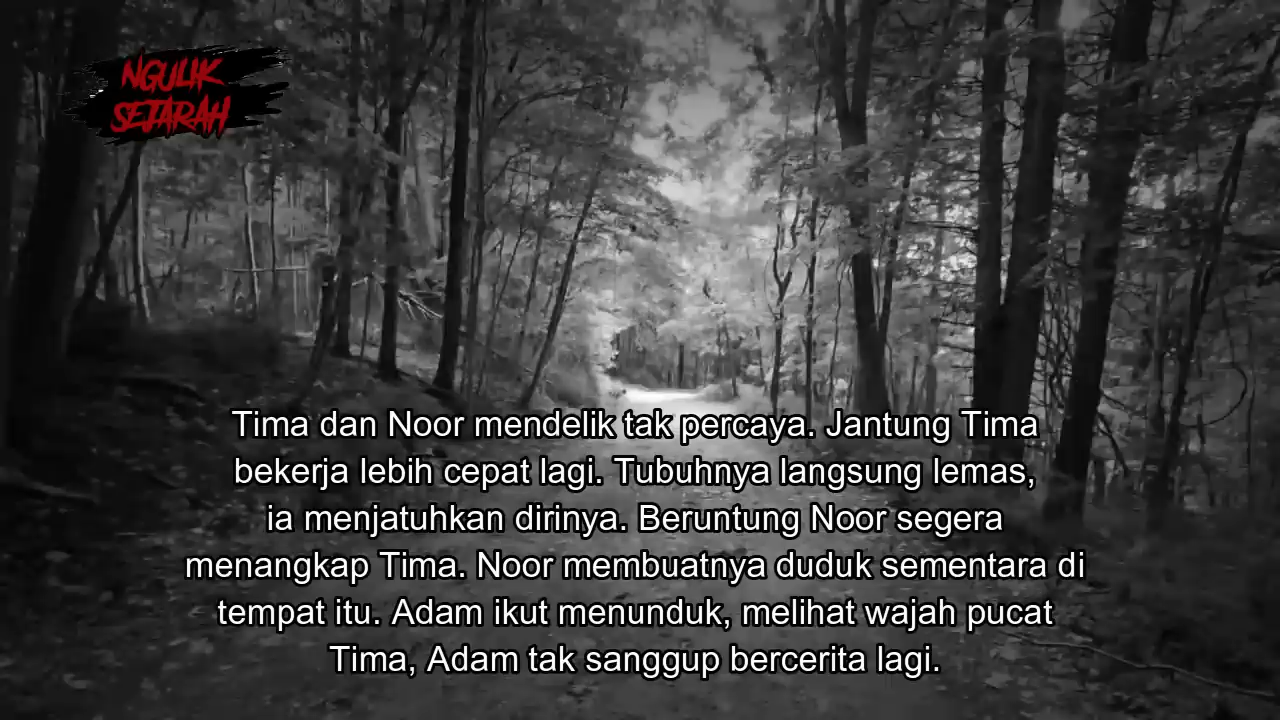 NGULIK
SEJARAH
Tima dan Noor mendelik tak percaya. Jantung Tima
bekerja lebih cepat lagi. Tubuhnya langsung lemas,
ia menjatuhkan dirinya. Beruntung Noor segera
menangkap Tima. Noor membuatnya duduk sementara di
tempat itu. Adam ikut menunduk, melihat wajah pucat
Tima, Adam tak sanggup bercerita lagi.